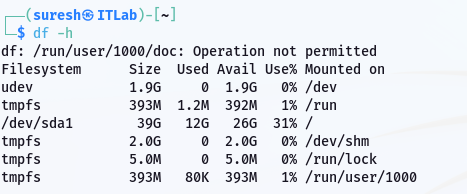 ┌──(suresh㉿ITLab)-[~]
└─$ df -h
df: /run/user/1000/doc: Operation not permitted
Filesystem      Size  Used Avail Use% Mounted on
udev            1.9G     0  1.9G   0% /dev
tmpfs           393M  1.2M  392M   1% /run
/dev/sda1        39G   12G   26G  31% /
tmpfs           2.0G     0  2.0G   0% /dev/shm
tmpfs           5.0M     0  5.0M   0% /run/lock
tmpfs           393M   80K  393M   1% /run/user/1000